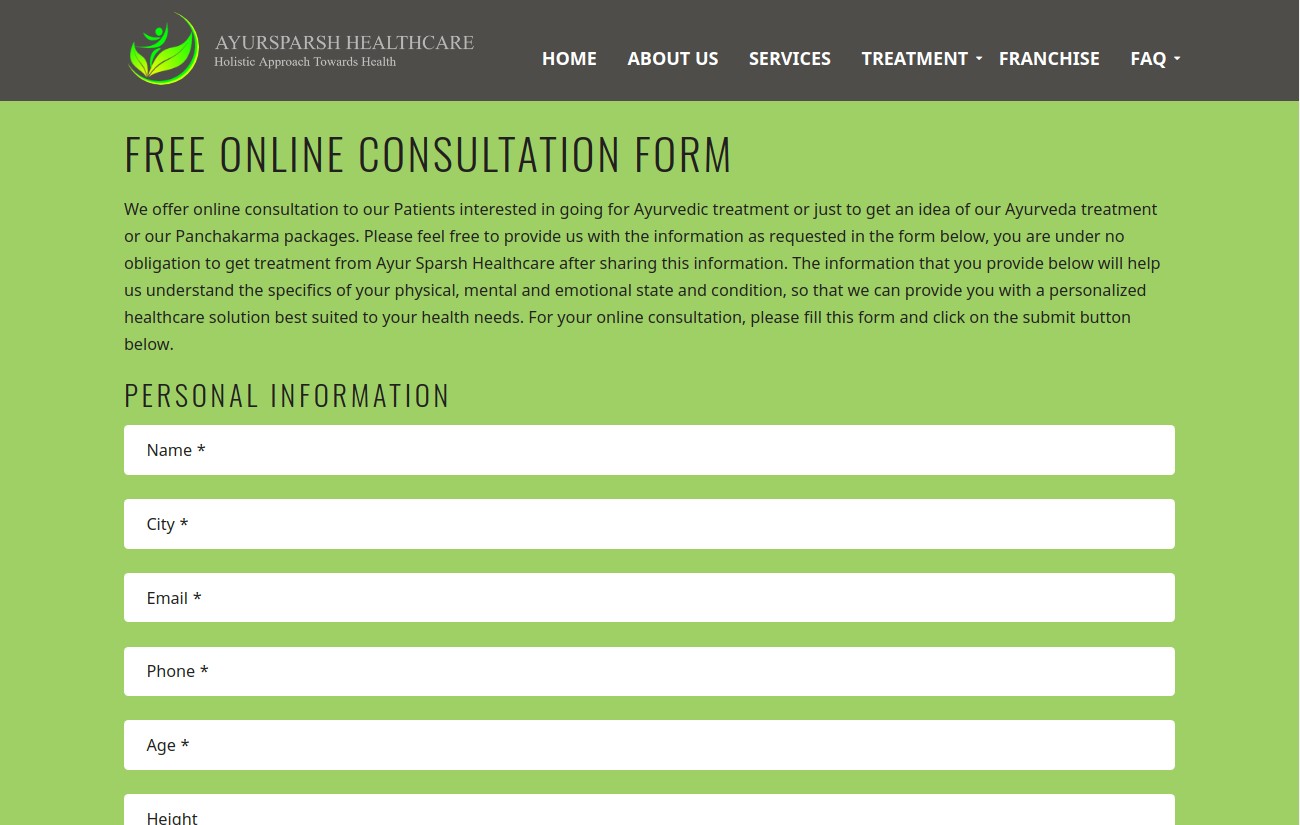 AYURSPARSH HEALTHCARE
Holistic Approach Towards Health
HOME ABOUT US SERVICES TREATMENT FRANCHISE FAQ
FREE ONLINE CONSULTATION FORM
We offer online consultation to our Patients interested in going for Ayurvedic treatment or just to get an idea of our Ayurveda treatment
or our Panchakarma packages. Please feel free to provide us with the information as requested in the form below, you are under no
obligation to get treatment from Ayur Sparsh Healthcare after sharing this information. The information that you provide below will help
us understand the specifics of your physical, mental and emotional state and condition, so that we can provide you with a personalized
healthcare solution best suited to your health needs. For your online consultation, please fill this form and click on the submit button
below.
PERSONAL INFORMATION
Name *
City *
Email *
Phone *
Age *
Height